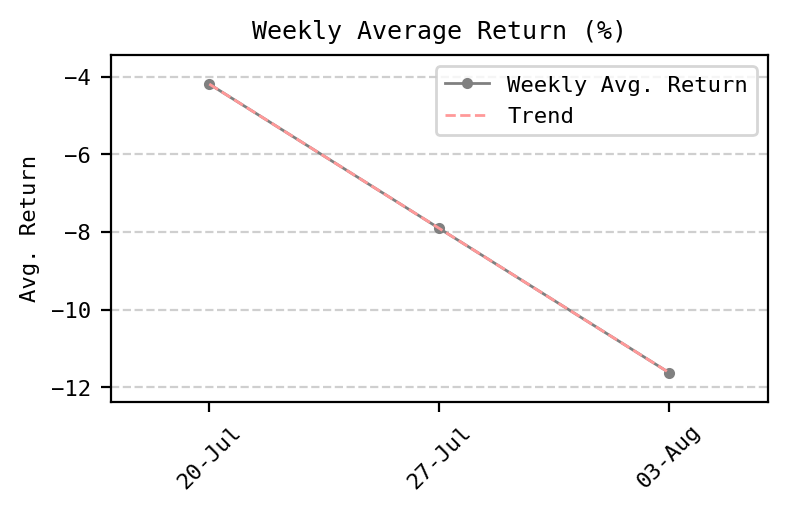 Weekly Average Return (%)
Weekly Avg. Return
Trend
Avg. Return
−4
−6
−8
−10
−12
20-Jul
27-Jul
03-Aug